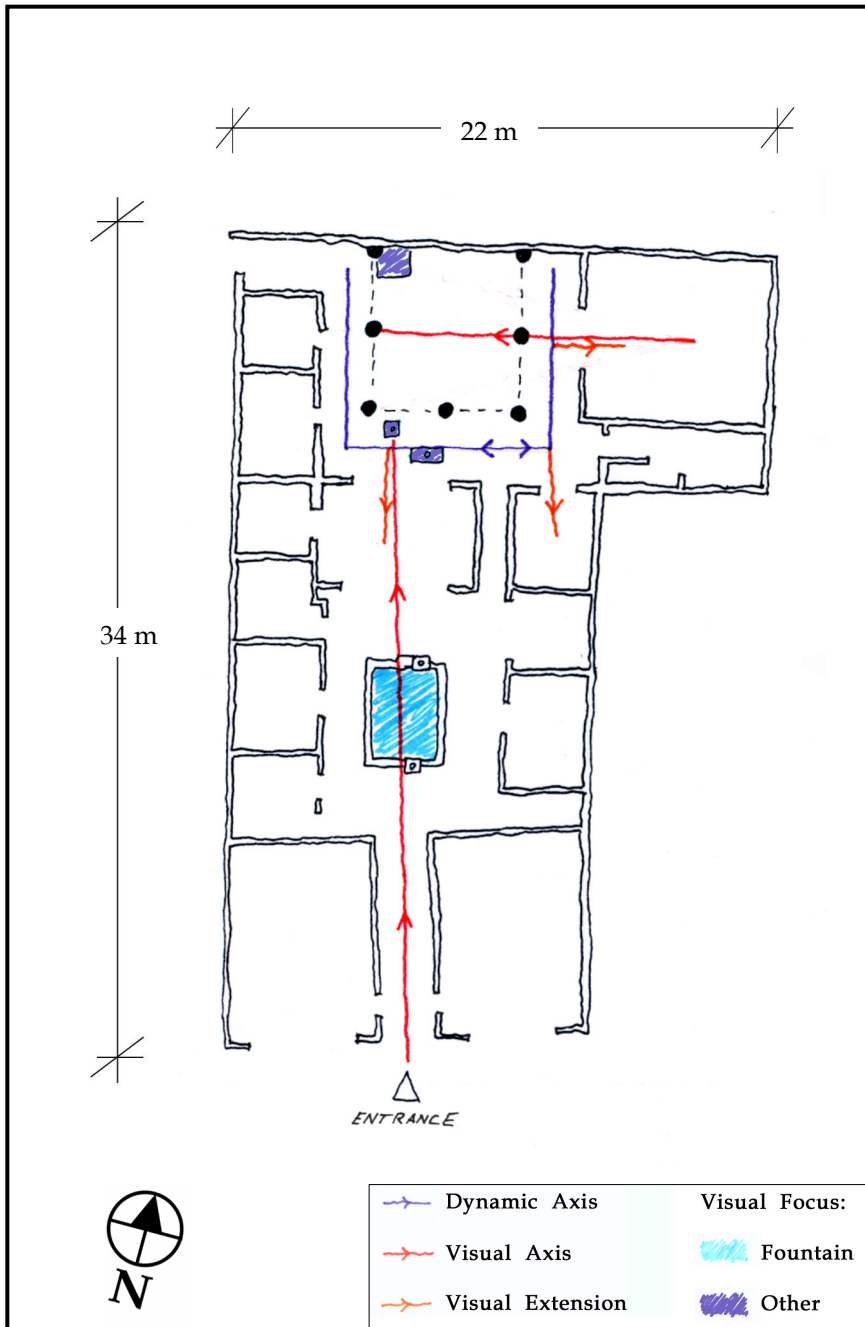 22 m
34 m
ENTRANCE
N
Dynamic Axis
Visual Axis
Visual Extension
Visual Focus:
Fountain
Other